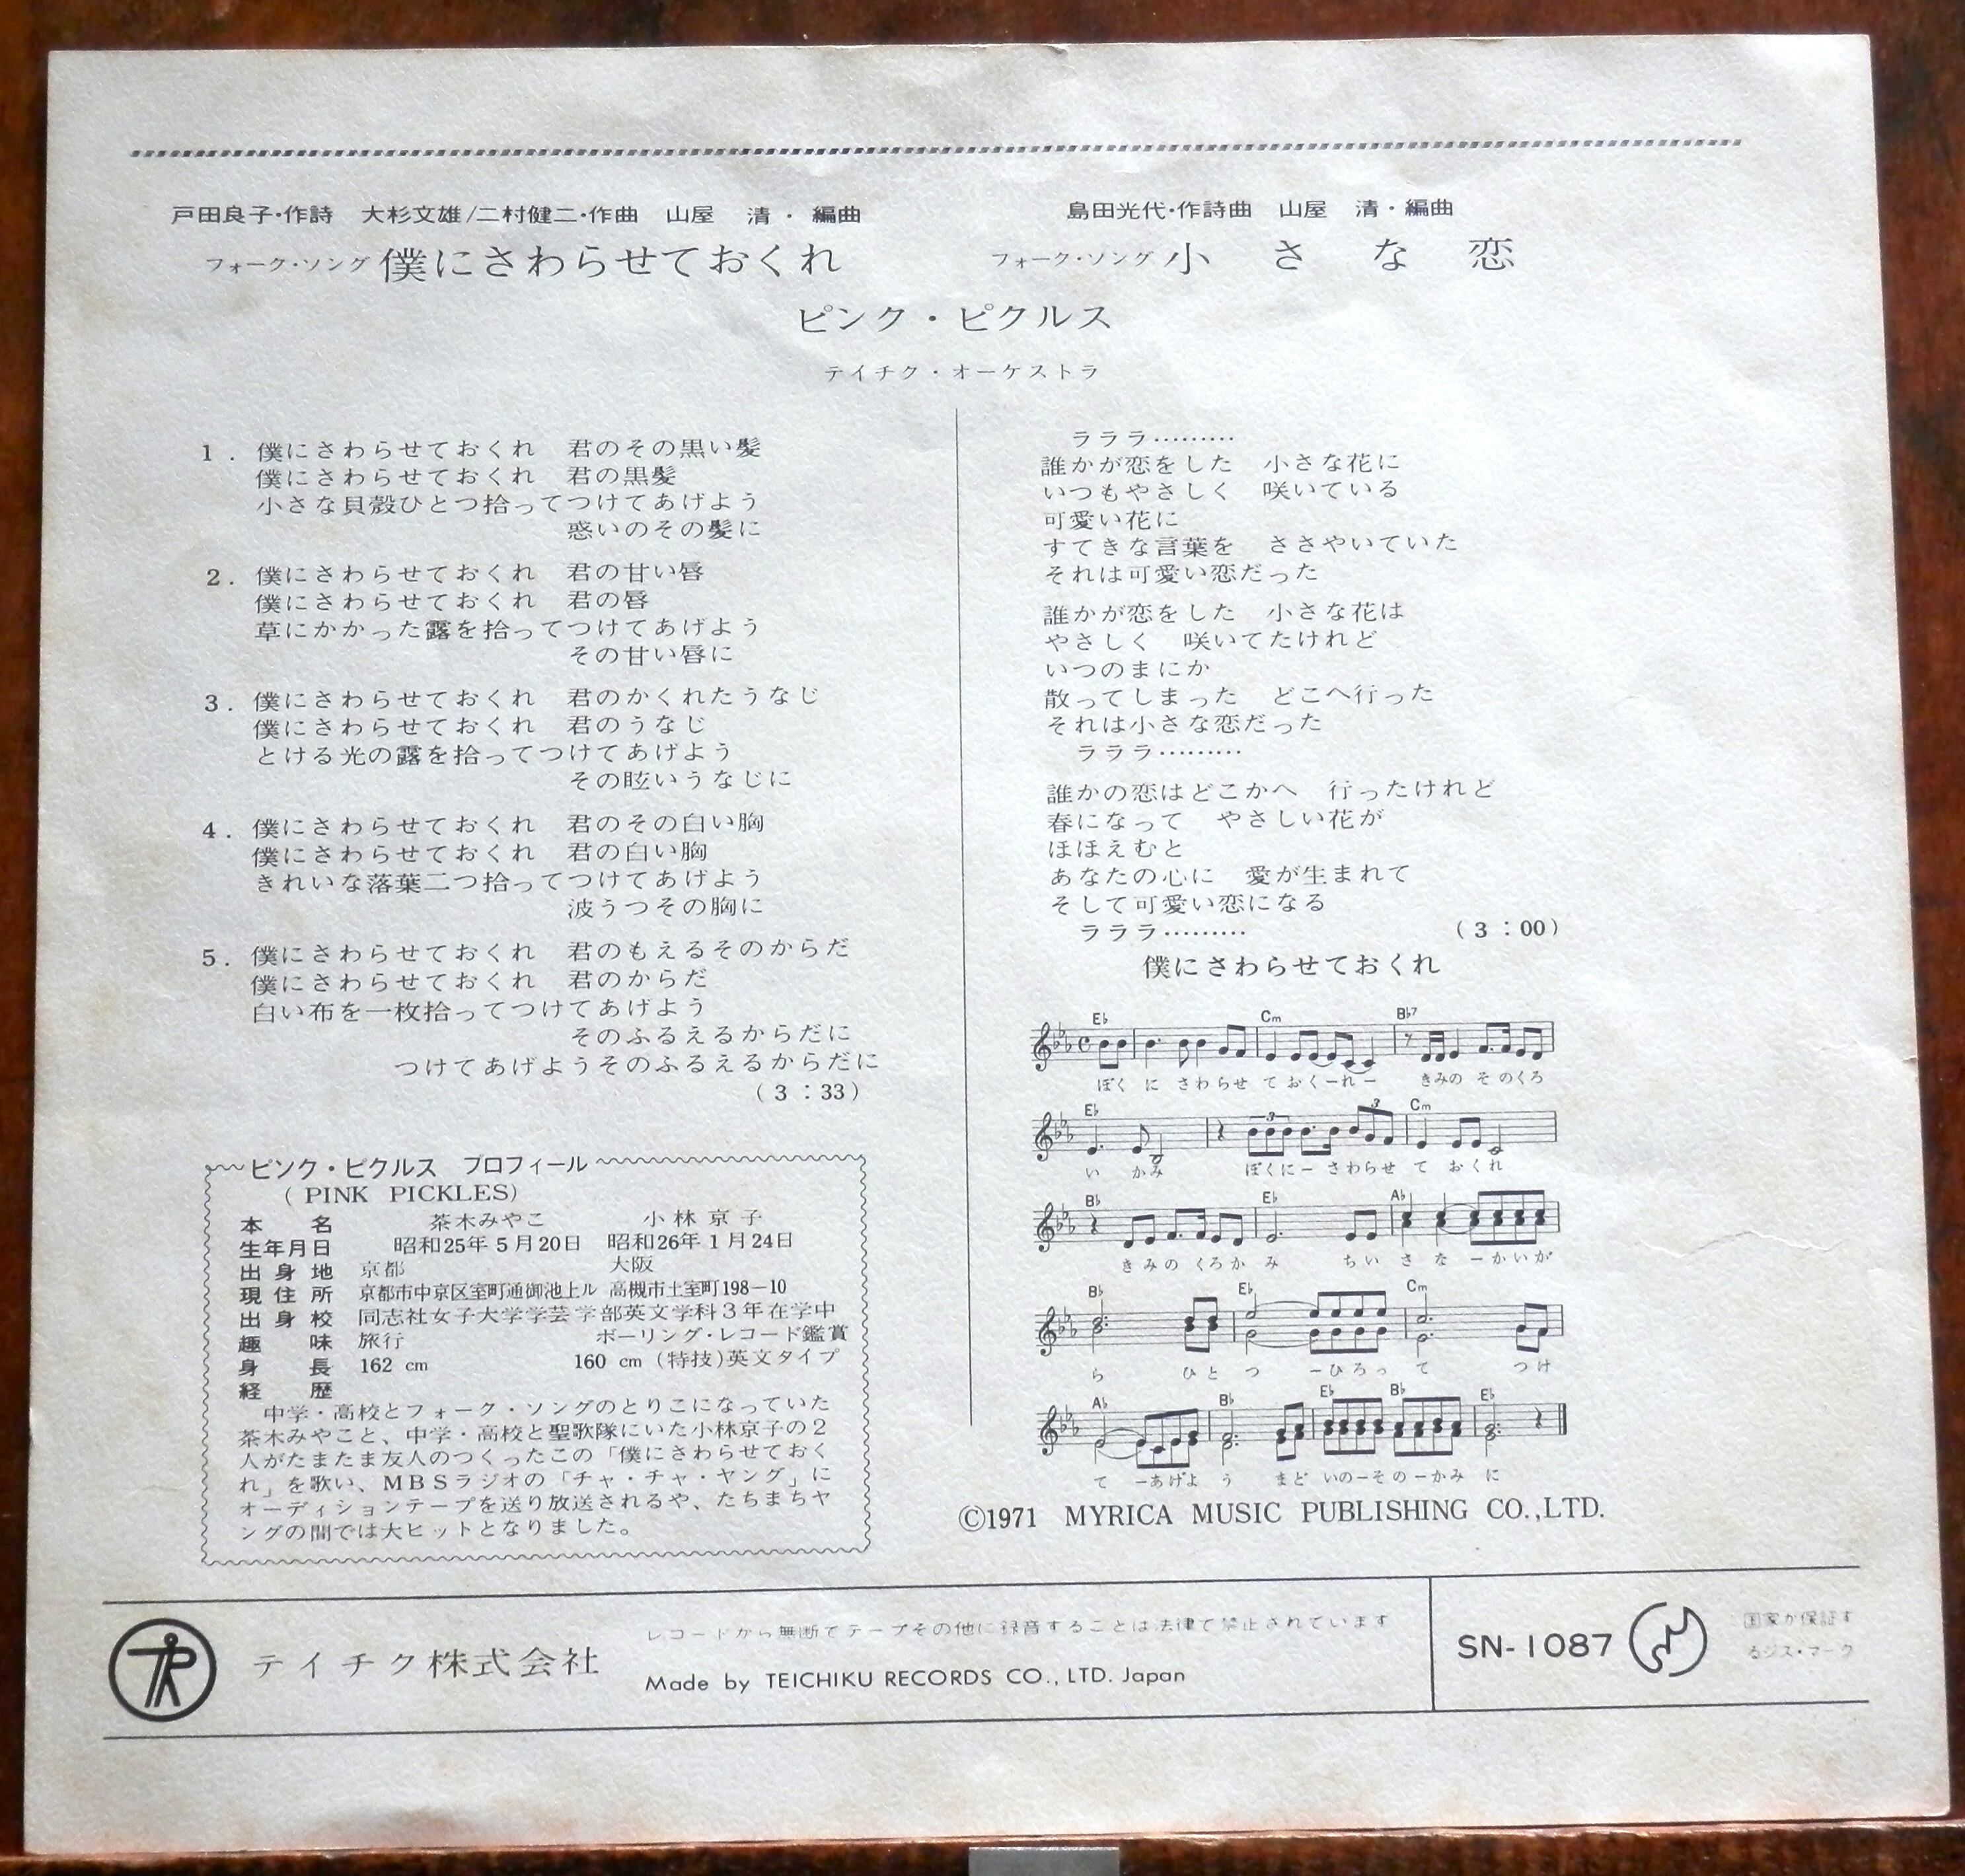 戸田良子・作詩　大杉文雄/二村健二・作曲　山屋　清・編曲
フォーク・ソング 僕にさわらせておくれ
島田光代・作詩曲　山屋　清・編曲
フォーク・ソング 小さな恋
ピンク・ピクルス
テイチク・オーケストラ
1. 僕にさわらせておくれ　君のその黒い髪
僕にさわらせておくれ　君の黒髪
小さな貝殻ひとつ拾ってつけてあげよう
惑いのその髪に
2. 僕にさわらせておくれ　君の甘い唇
僕にさわらせておくれ　君の唇
草にかかった露を拾ってつけてあげよう
その甘い唇に
3. 僕にさわらせておくれ　君のかくれたうなじ
僕にさわらせておくれ　君のうなじ
とける光の露を拾ってつけてあげよう
その眩いうなじに
4. 僕にさわらせておくれ　君のその白い胸
僕にさわらせておくれ　君の白い胸
きれいな落葉二つ拾ってつけてあげよう
波うつその胸に
5. 僕にさわらせておくれ　君のもえるそのからだ
僕にさわらせておくれ　君のからだ
白い布を一枚拾ってつけてあげよう
そのふるえるからだに
つけてあげようそのふるえるからだに
(3：33)
ラララ………
誰かが恋をした　小さな花に
いつもやさしく　咲いている
可愛い花に
すてきな言葉を　ささやいていた
それは可愛い恋だった
誰かが恋をした　小さな花は
やさしく　咲いてたけれど
いつのまにか
散ってしまった　どこへ行った
それは小さな恋だった
ラララ………
誰かの恋はどこかへ　行ったけれど
春になって　やさしい花が
ほほえむと
あなたの心に　愛が生まれて
そして可愛い恋になる
ラララ………　(3：00)
僕にさわらせておくれ
E♭ Cm B♭7
ぼく に さわらせ ておくーれー きみの そのくろ
E♭ 3 3 Cm
い かみ ぼくにー さわらせ て おくれ
B♭ E♭ A♭
きみの くろか み ちい さ な ーかいが
B♭ E♭ Cm
ら ひと つ ーひろっ て つけ
A♭ B♭ E♭ B♭ E♭
て ーあげよ う まど いのーその ーかみ に
©1971 MYRICA MUSIC PUBLISHING CO.,LTD.
ピンク・ピクルス　プロフィール
(PINK PICKLES)
本名　茶木みやこ　小林京子
生年月日　昭和25年5月20日　昭和26年1月24日
出身地　京都　大阪
現住所　京都市中京区室町通御池上ル　高槻市土室町198－10
出身校　同志社女子大学学芸学部英文学科3年在学中
趣味　旅行　ボーリング・レコード鑑賞
身長　162 cm　160 cm (特技)英文タイプ
経歴
中学・高校とフォーク・ソングのとりこになっていた
茶木みやこと、中学・高校と聖歌隊にいた小林京子の2
人がたまたま友人のつくったこの「僕にさわらせておく
れ」を歌い、MBSラジオの「チャ・チャ・ヤング」に
オーディションテープを送り放送されるや、たちまちヤ
ングの間では大ヒットとなりました。
テイチク株式会社
レコードから無断でテープその他に録音することは法律で禁止されています
Made by TEICHIKU RECORDS CO., LTD. Japan
SN-1087
国家が保証す
るジス・マーク